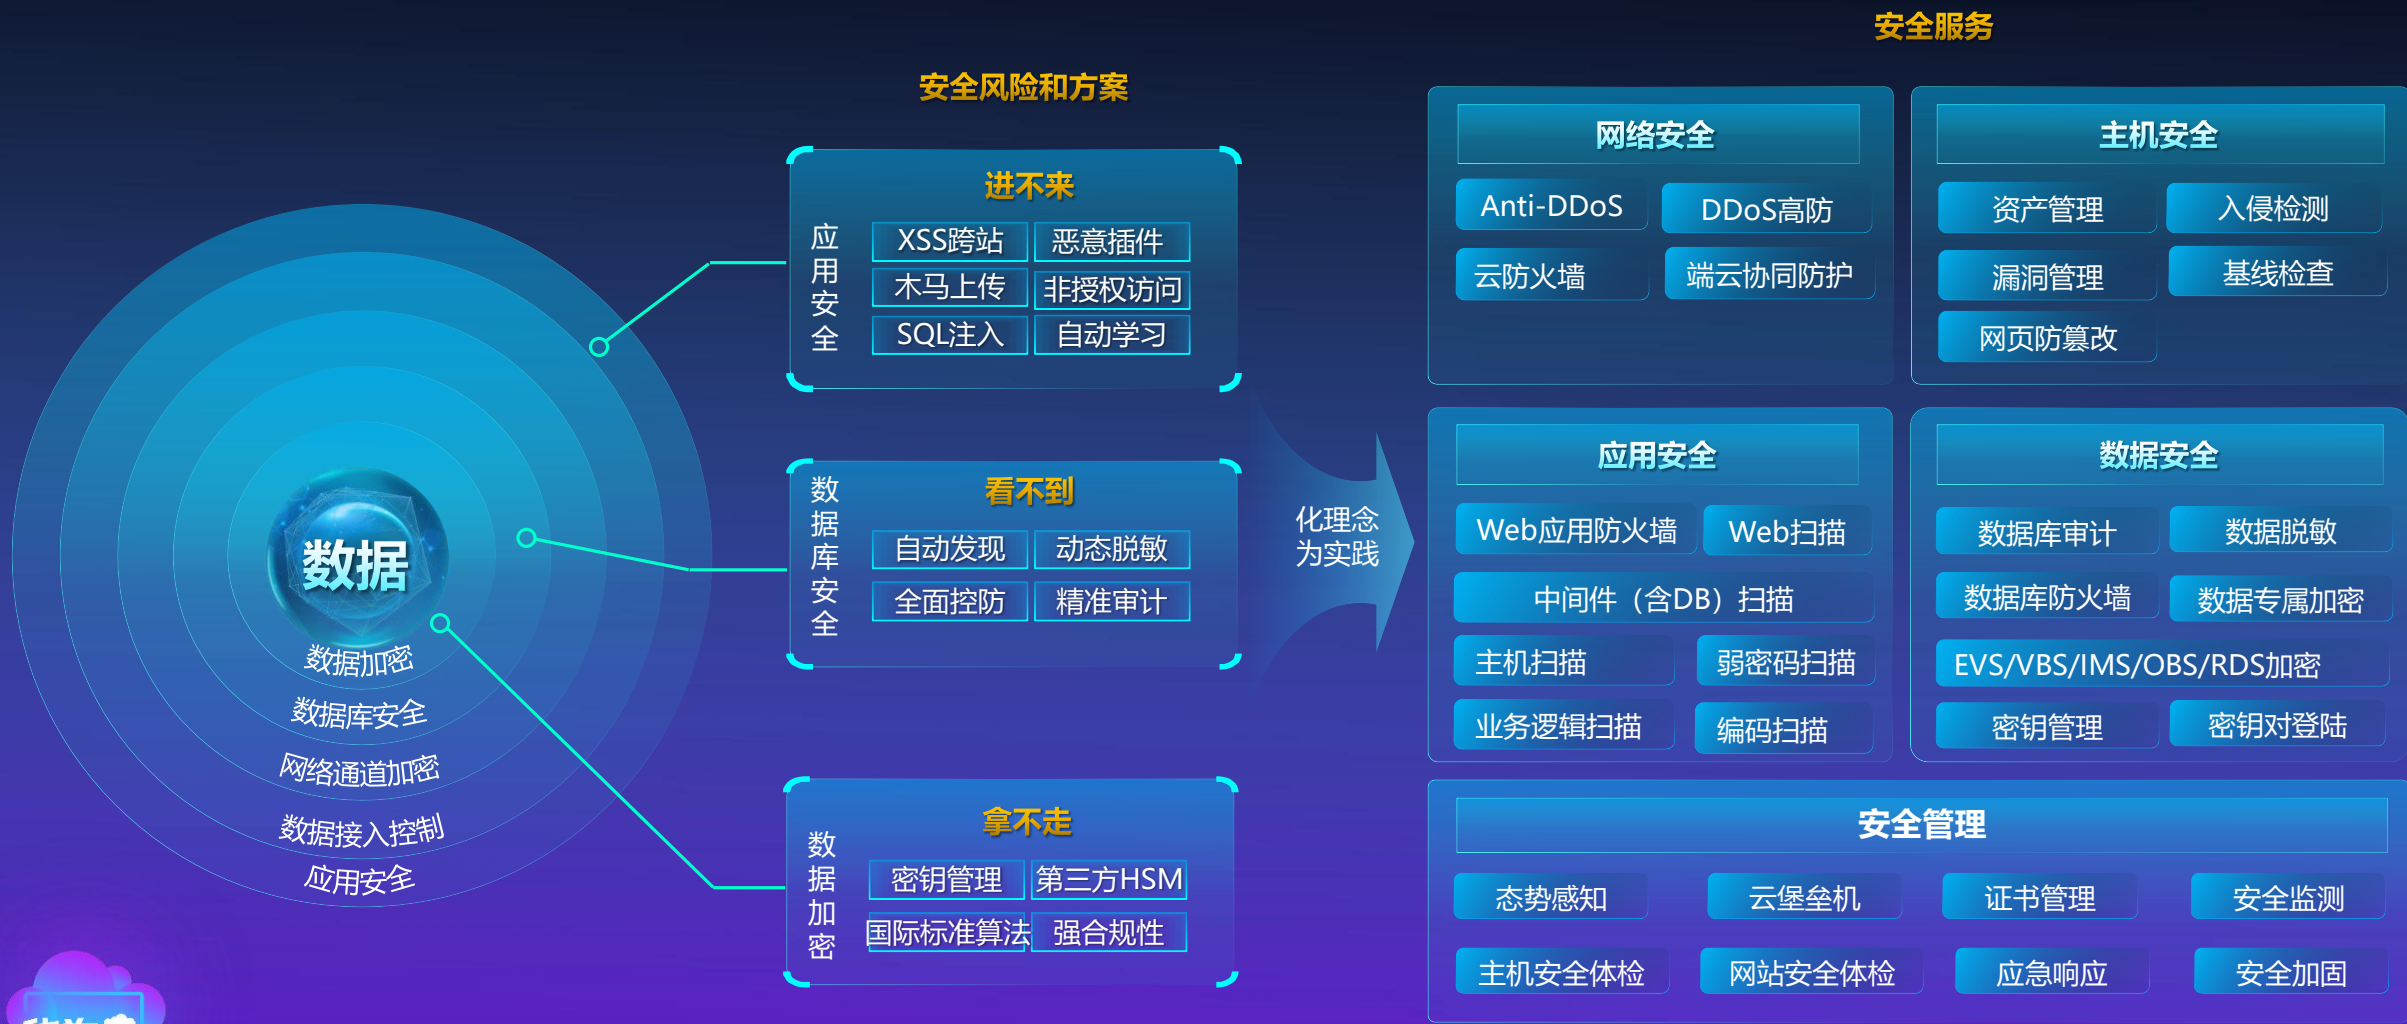 安全服务
安全风险和方案
数据
数据加密
数据库安全
网络通道加密
数据接入控制
应用安全
进不来
应用安全
XSS跨站
恶意插件
木马上传
非授权访问
SQL注入
自动学习
看不到
数据库安全
自动发现
动态脱敏
全面控防
精准审计
拿不走
数据加密
密钥管理
第三方HSM
国际标准算法
强合规性
化理念
为实践
网络安全
Anti-DDoS
DDoS高防
云防火墙
端云协同防护
主机安全
资产管理
入侵检测
漏洞管理
基线检查
网页防篡改
应用安全
Web应用防火墙
Web扫描
中间件（含DB）扫描
主机扫描
弱密码扫描
业务逻辑扫描
编码扫描
数据安全
数据库审计
数据脱敏
数据库防火墙
数据专属加密
EVS/VBS/IMS/OBS/RDS加密
密钥管理
密钥对登陆
安全管理
态势感知
云堡垒机
证书管理
安全监测
主机安全体检
网站安全体检
应急响应
安全加固